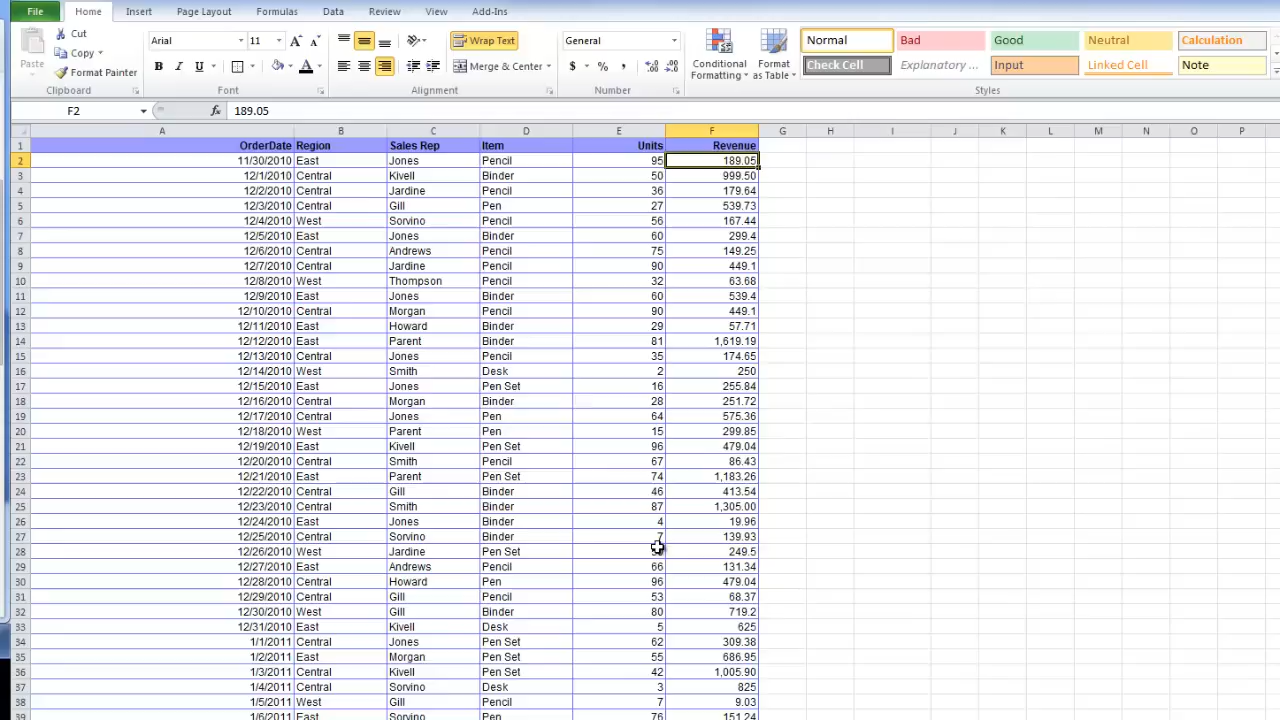 File Home Insert Page Layout Formulas Data Review View Add-Ins
Cut
Copy
Format Painter
Paste
Clipboard
Arial 11
B I U
Font
Wrap Text
Merge & Center
Alignment
General
$ % ,
Number
Conditional Formatting
Format as Table
Normal Bad Good Neutral Calculation
Check Cell Explanatory ... Input Linked Cell Note
Styles
F2 fx 189.05
A B C D E F G H I J K L M N O P
1 OrderDate Region Sales Rep Item Units Revenue
2 11/30/2010 East Jones Pencil 95 189.05
3 12/1/2010 Central Kivell Binder 50 999.50
4 12/2/2010 Central Jardine Pencil 36 179.64
5 12/3/2010 Central Gill Pen 27 539.73
6 12/4/2010 West Sorvino Pencil 56 167.44
7 12/5/2010 East Jones Binder 60 299.4
8 12/6/2010 Central Andrews Pencil 75 149.25
9 12/7/2010 Central Jardine Pencil 90 449.1
10 12/8/2010 West Thompson Pencil 32 63.68
11 12/9/2010 East Jones Binder 60 539.4
12 12/10/2010 Central Morgan Pencil 90 449.1
13 12/11/2010 East Howard Binder 29 57.71
14 12/12/2010 East Parent Binder 81 1,619.19
15 12/13/2010 Central Jones Pencil 35 174.65
16 12/14/2010 West Smith Desk 2 250
17 12/15/2010 East Jones Pen Set 16 255.84
18 12/16/2010 Central Morgan Binder 28 251.72
19 12/17/2010 Central Jones Pen 64 575.36
20 12/18/2010 West Parent Pen 15 299.85
21 12/19/2010 East Kivell Pen Set 96 479.04
22 12/20/2010 Central Smith Pencil 67 86.43
23 12/21/2010 East Parent Pen Set 74 1,183.26
24 12/22/2010 Central Gill Binder 46 413.54
25 12/23/2010 Central Smith Binder 87 1,305.00
26 12/24/2010 East Jones Binder 4 19.96
27 12/25/2010 Central Sorvino Binder 7 139.93
28 12/26/2010 West Jardine Pen Set 249.5
29 12/27/2010 East Andrews Pencil 66 131.34
30 12/28/2010 Central Howard Pen 96 479.04
31 12/29/2010 Central Gill Pencil 53 68.37
32 12/30/2010 West Gill Binder 80 719.2
33 12/31/2010 East Kivell Desk 5 625
34 1/1/2011 Central Jones Pen Set 62 309.38
35 1/2/2011 East Morgan Pen Set 55 686.95
36 1/3/2011 Central Kivell Pen Set 42 1,005.90
37 1/4/2011 Central Sorvino Desk 3 825
38 1/5/2011 West Gill Pencil 7 9.03
39 1/6/2011 East Sorvino Pen 76 151.24